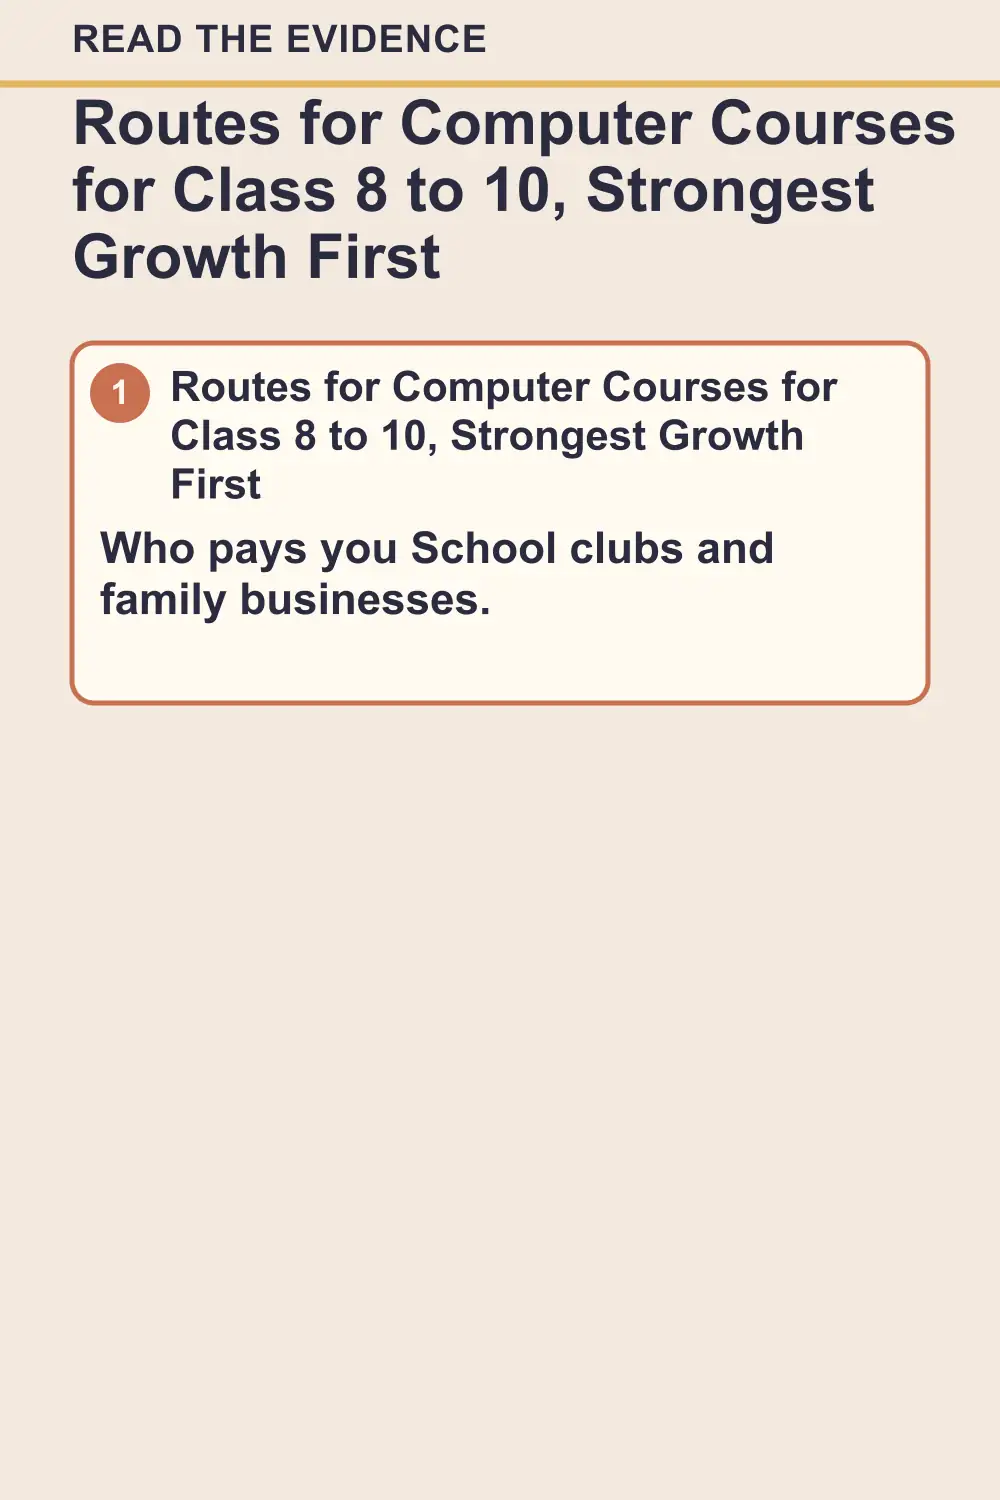 READ THE EVIDENCE
Routes for Computer Courses
for Class 8 to 10, Strongest
Growth First
1
Routes for Computer Courses for
Class 8 to 10, Strongest Growth
First
Who pays you School clubs and
family businesses.